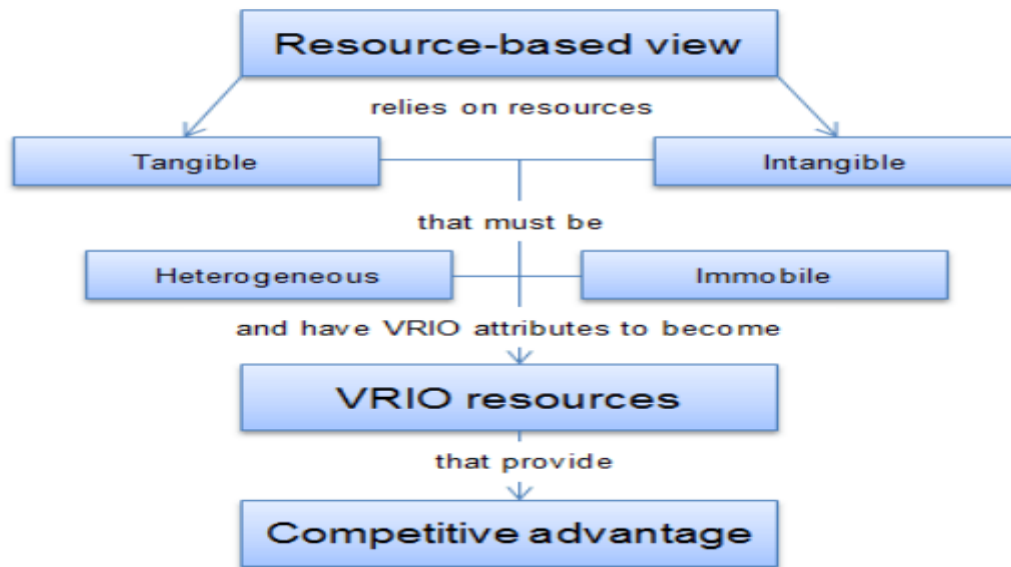 Resource-based view
relies on resources
Tangible
Intangible
that must be
Heterogeneous
Immobile
and have VRIO attributes to become
VRIO resources
that provide
Competitive advantage